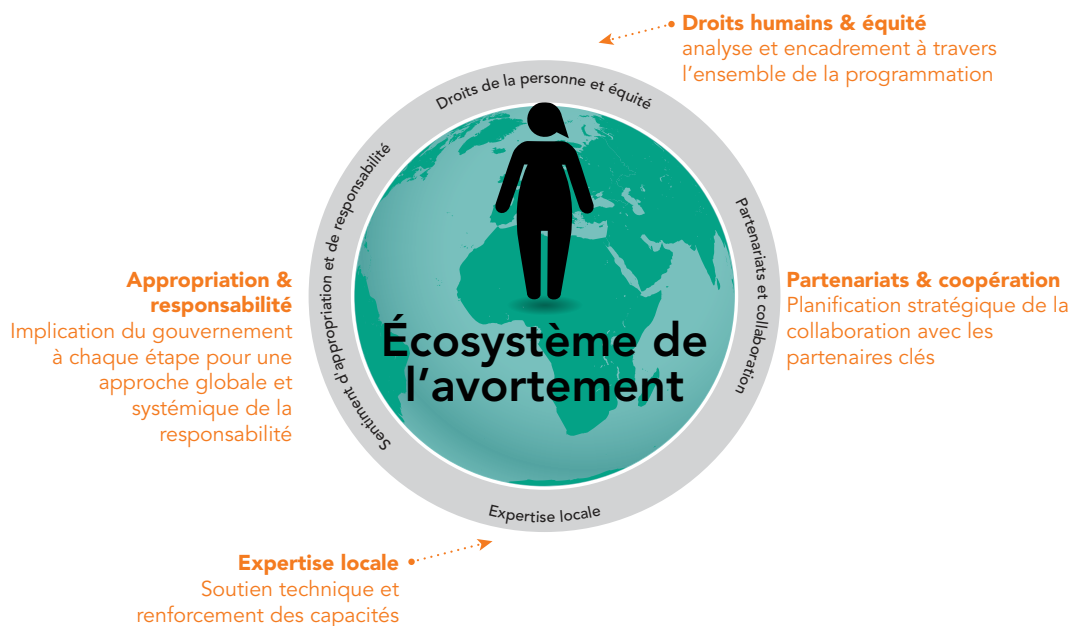 Droits humains & équité
analyse et encadrement à travers
l'ensemble de la programmation
Droits de la personne et équité
Sentiment d'appropriation et de responsabilité
Partenariats et collaboration
Appropriation &
responsabilité
Implication du gouvernement
à chaque étape pour une
approche globale et
systémique de la
responsabilité
Partenariats & coopération
Planification stratégique de la
collaboration avec les
partenaires clés
Écosystème de
l'avortement
Expertise locale
Expertise locale
Soutien technique et
renforcement des capacités